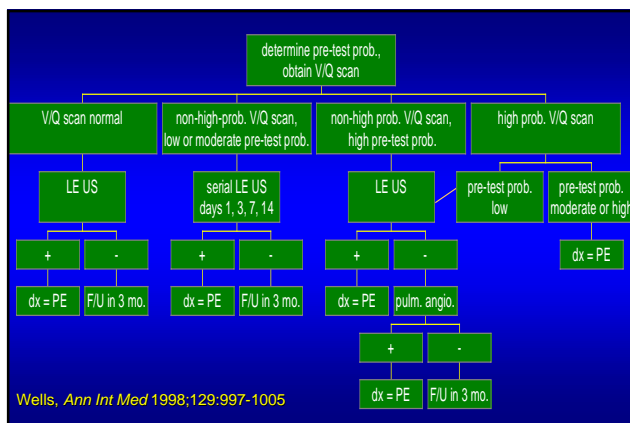 determine pre-test prob.,
obtain V/Q scan
V/Q scan normal
non-high-prob. V/Q scan,
low or moderate pre-test prob.
non-high prob. V/Q scan,
high pre-test prob.
high prob. V/Q scan
LE US
serial LE US
days 1, 3, 7, 14
LE US
pre-test prob.
low
pre-test prob.
moderate or high
+
-
+
-
+
-
dx = PE
dx = PE
F/U in 3 mo.
dx = PE
F/U in 3 mo.
dx = PE
pulm. angio.
+
-
dx = PE
F/U in 3 mo.
Wells, Ann Int Med 1998;129:997-1005